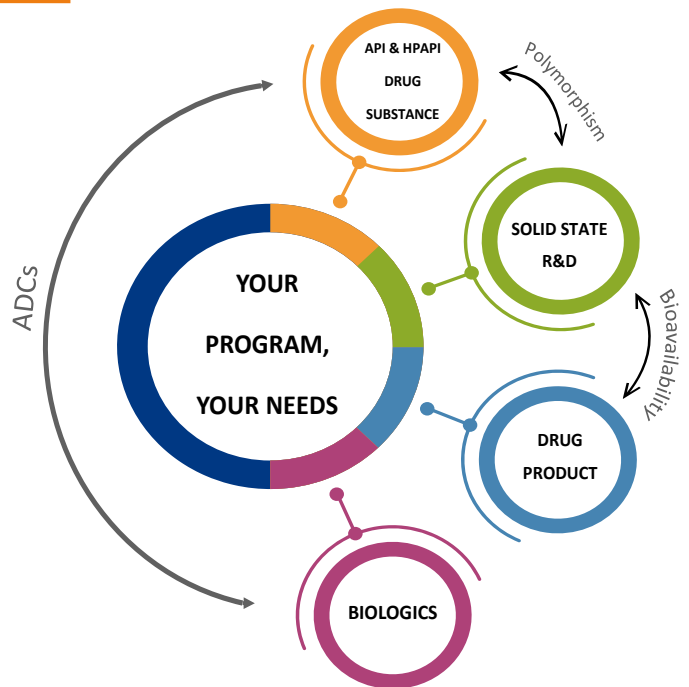 API & HPAPI
DRUG
SUBSTANCE
Polymorphism
SOLID STATE
R&D
YOUR
PROGRAM,
YOUR NEEDS
ADCs
Bioavailability
DRUG
PRODUCT
BIOLOGICS